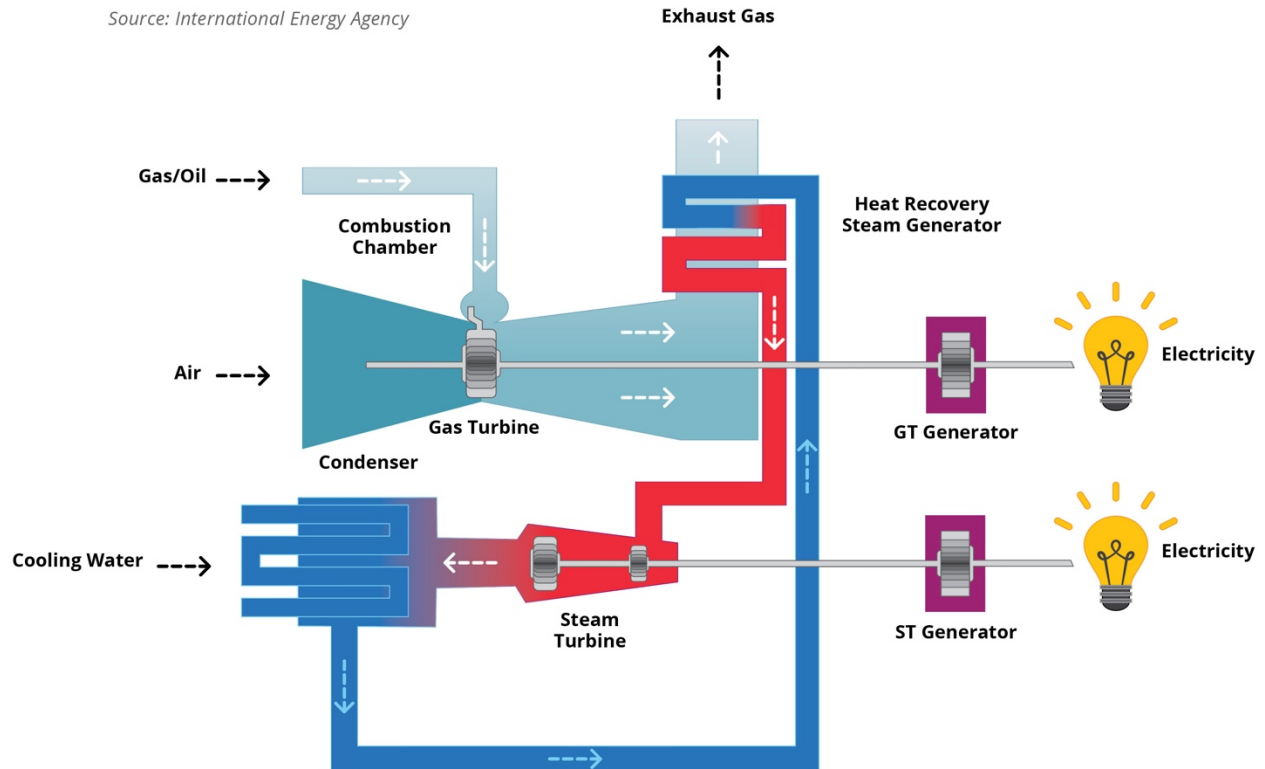 Source: International Energy Agency
Exhaust Gas
Gas/Oil
Combustion
Chamber
Heat Recovery
Steam Generator
Air
Electricity
Gas Turbine
GT Generator
Condenser
Cooling Water
Electricity
Steam
Turbine
ST Generator